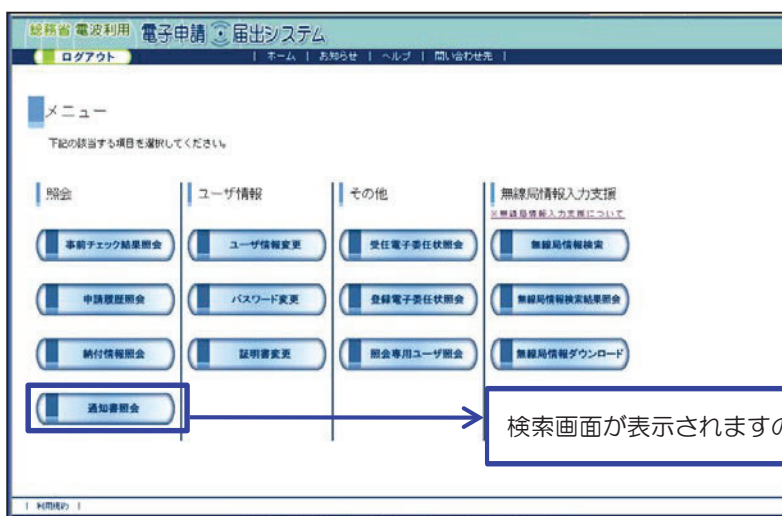 総務省 電波利用 電子申請・届出システム
ログアウト
| ホーム | お知らせ | ヘルプ | 問い合わせ先 |
メニュー
下記の該当する項目を選択してください。
照会
ユーザ情報
その他
無線局情報入力支援
※無線局情報入力支援について
事前チェック結果照会
ユーザ情報変更
受任電子委任状照会
無線局情報検索
申請履歴照会
パスワード変更
登録電子委任状照会
無線局情報検索結果照会
納付情報照会
証明書変更
照会専用ユーザ照会
無線局情報ダウンロード
通知書照会
検索画面が表示されますの
| 利用規約 |